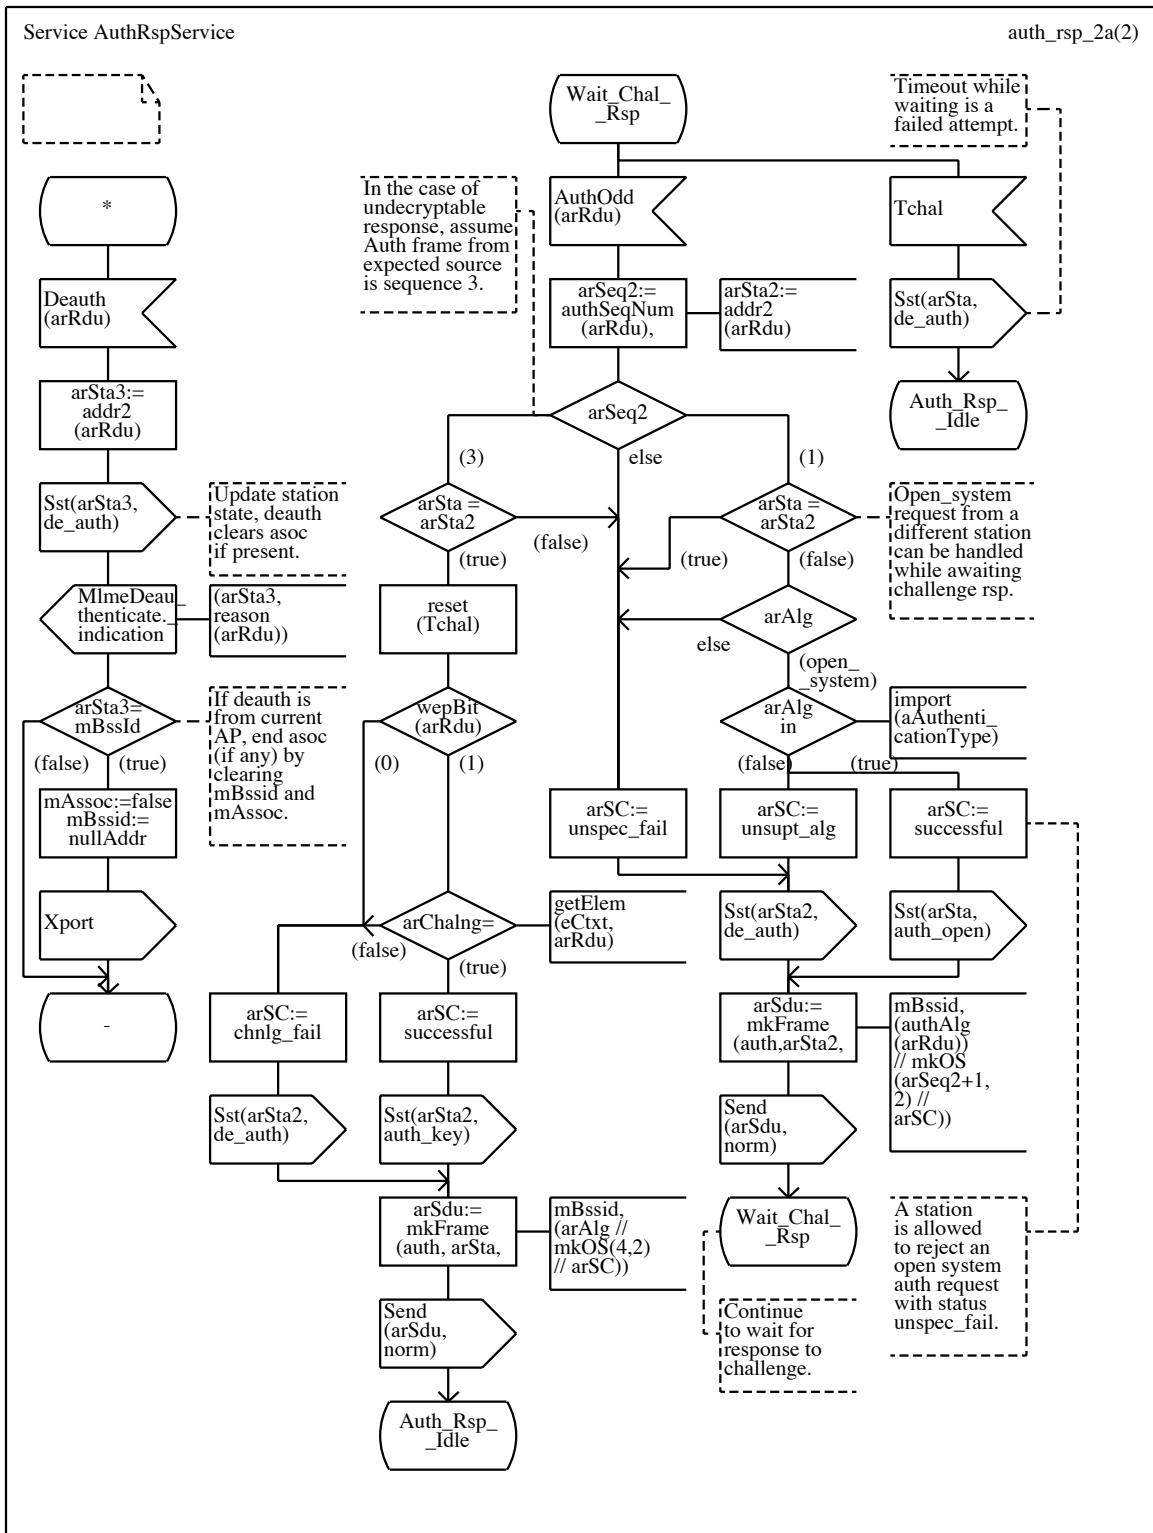 Service AuthRspService
auth_rsp_2a(2)
*
Deauth
(arRdu)
arSta3:=
addr2
(arRdu)
Sst(arSta3,
de_auth)
Update station
state, deauth
clears asoc
if present.
MlmeDeau_
thenticate._
indication
(arSta3,
reason
(arRdu))
arSta3=
mBssId
If deauth is
from current
AP, end asoc
(if any) by
clearing
mBssid and
mAssoc.
(false)
(true)
mAssoc:=false
mBssid:=
nullAddr
Xport
-
Wait_Chal_
_Rsp
In the case of
undecryptable
response, assume
Auth frame from
expected source
is sequence 3.
AuthOdd
(arRdu)
arSeq2:=
authSeqNum
(arRdu),
arSta2:=
addr2
(arRdu)
Timeout while
waiting is a
failed attempt.
Tchal
Sst(arSta,
de_auth)
Auth_Rsp_
_Idle
arSeq2
(3)
else
(1)
arSta =
arSta2
(false)
(true)
reset
(Tchal)
wepBit
(arRdu)
(0)
(1)
arChalng=
getElem
(eCtxt,
arRdu)
(false)
(true)
arSC:=
chnlg_fail
arSC:=
successful
Sst(arSta2,
de_auth)
Sst(arSta2,
auth_key)
arSdu:=
mkFrame
(auth, arSta,
mBssid,
(arAlg //
mkOS(4,2)
// arSC))
Send
(arSdu,
norm)
Auth_Rsp_
_Idle
arSta =
arSta2
(true)
(false)
Open_system
request from a
different station
can be handled
while awaiting
challenge rsp.
arAlg
else
(open_
_system)
arAlg
in
import
(aAuthenti_
cationType)
(false)
(true)
arSC:=
unspec_fail
arSC:=
unsupt_alg
arSC:=
successful
Sst(arSta2,
de_auth)
Sst(arSta,
auth_open)
arSdu:=
mkFrame
(auth,arSta2,
mBssid,
(authAlg
(arRdu))
// mkOS
(arSeq2+1,
2) //
arSC))
Send
(arSdu,
norm)
Wait_Chal_
_Rsp
Continue
to wait for
response to
challenge.
A station
is allowed
to reject an
open system
auth request
with status
unspec_fail.